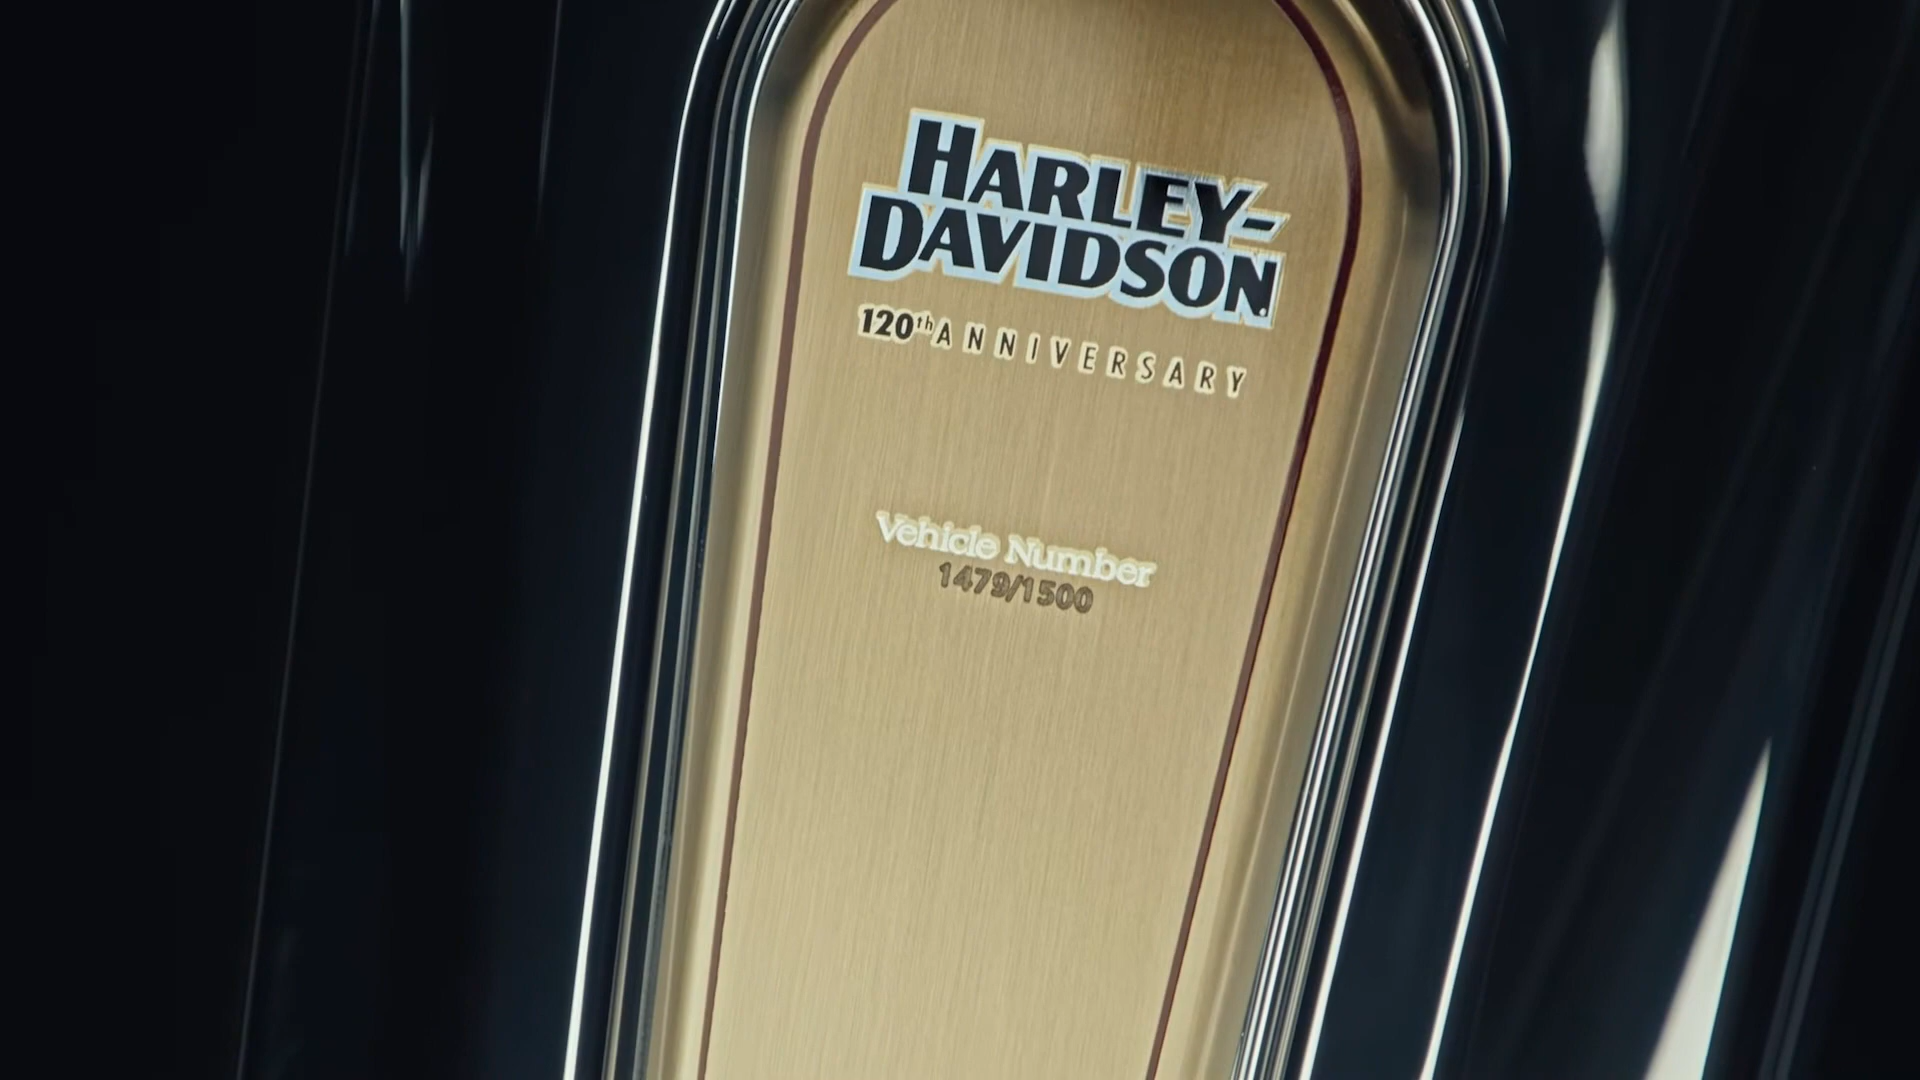 HARLEY-
DAVIDSON
120th ANNIVERSARY
Vehicle Number
1479/1500